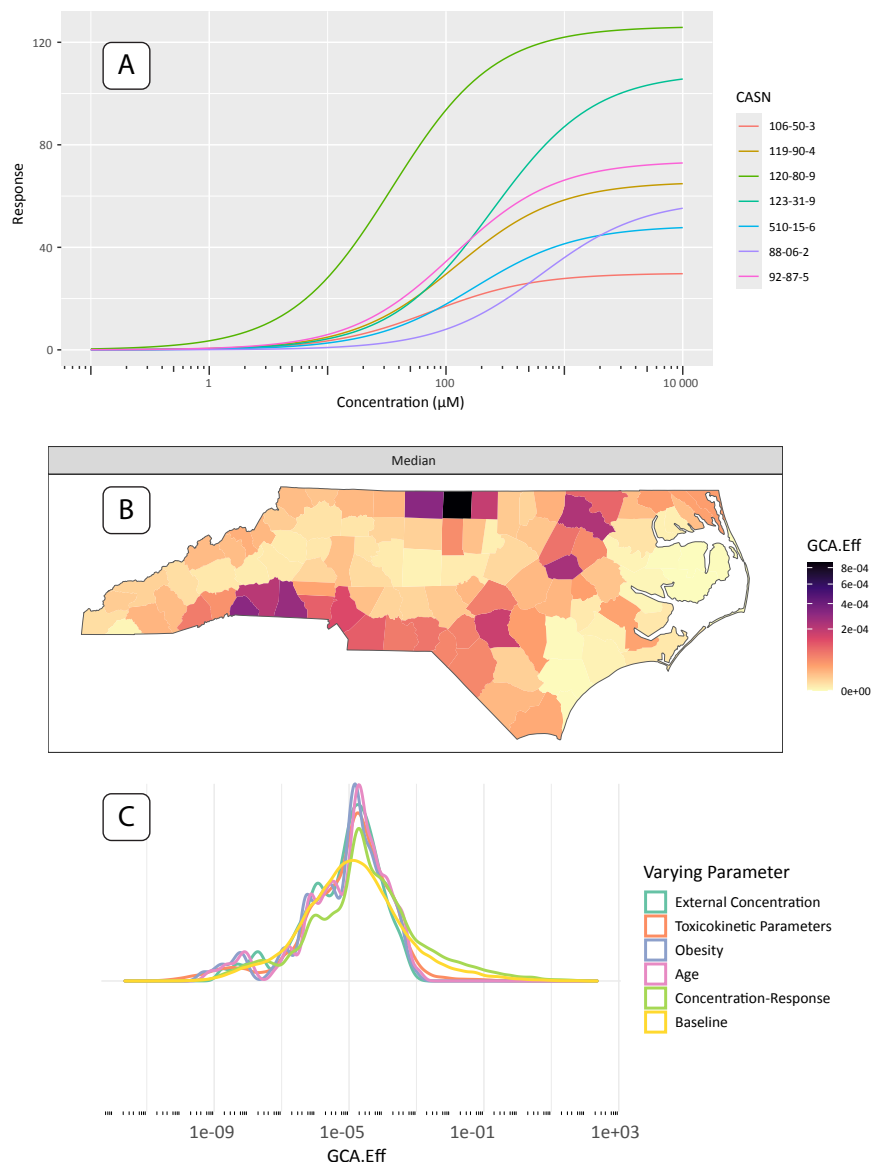 A
120
80
40
0
Response
1
100
10 000
Concentration (µM)
CASN
106-50-3
119-90-4
120-80-9
123-31-9
510-15-6
88-06-2
92-87-5
Median
B
GCA.Eff
8e-04
6e-04
4e-04
2e-04
0e+00
C
Varying Parameter
External Concentration
Toxicokinetic Parameters
Obesity
Age
Concentration-Response
Baseline
1e-09
1e-05
1e-01
1e+03
GCA.Eff